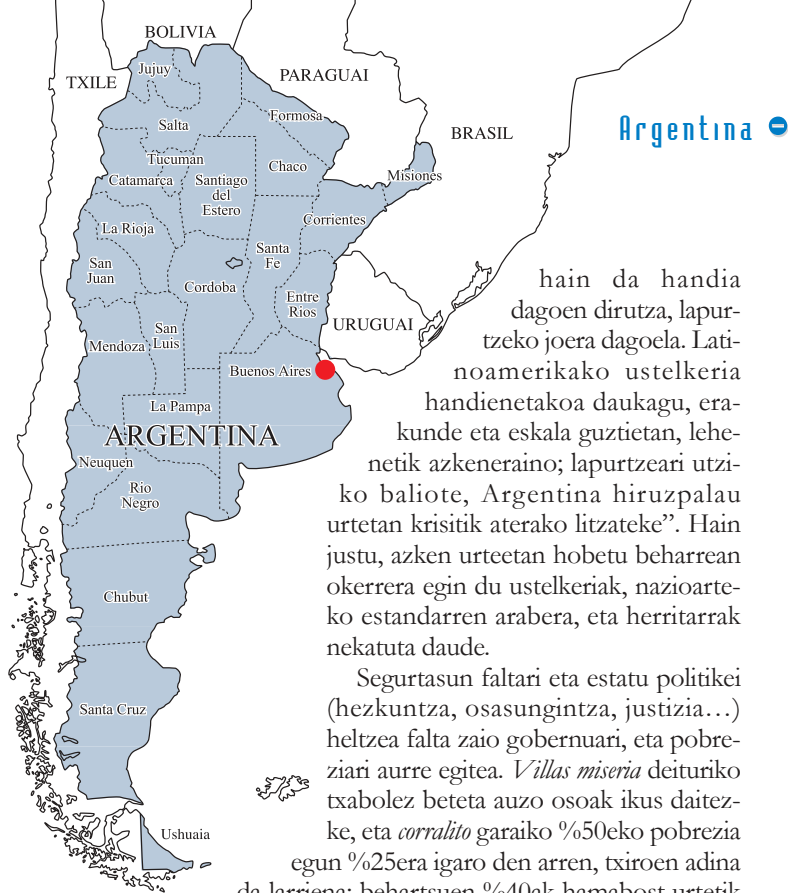 BOLIVIA
Jujuy
TXILE
PARAGUAI
Formosa
Salta
BRASIL
Argentina
Tucuman
Chaco
Catamarca
Santiago
del
Estero
Misiones
La Rioja
Corrientes
Santa
Fe
San
Juan
Cordoba
Entre
Rios
URUGUAI
San
Luis
Mendoza
Buenos Aires
La Pampa
ARGENTINA
Neuquen
Rio
Negro
Chubut
Santa Cruz
Ushuaia
hain da handia
dagoen dirutza, lapur-
tzeko joera dagoela. Lati-
noamerikako ustelkeria
handienetakoa daukagu, era-
kunde eta eskala guztietan, lehe-
netik azkeneraino; lapurtzeari utzi-
ko baliote, Argentina hiruzpalau
urtetan krisitik aterako litzateke”. Hain
justu, azken urteetan hobetu beharrean
okerrera egin du ustelkeriak, nazioarte-
ko estandarren arabera, eta herritarrak
nekatuta daude.
Segurtasun faltari eta estatu politikei
(hezkuntza, osasungintza, justizia…)
heltzea falta zaio gobernuari, eta pobre-
ziari aurre egitea. Villas miseria deituriko
txabolez beteta auzo osoak ikus daitez-
ke, eta corralito garaiko %50eko pobrezia
egun %25era igaro den arren, txiroen adina
da larriena: behartsuen %40ak hamabost urtetik